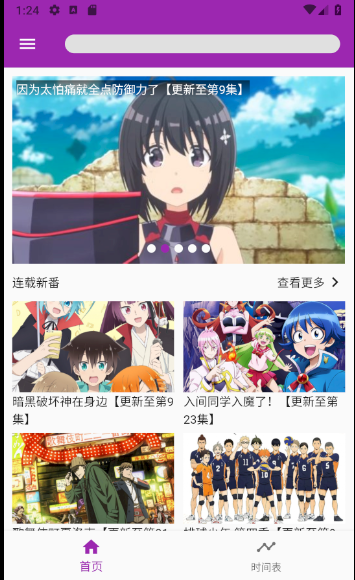 1:24
因为太怕痛就全点防御力了【更新至第9集】
连载新番
查看更多
暗黑破坏神在身边【更新至第9
集】
入间同学入魔了！【更新至第
23集】
首页
时间表